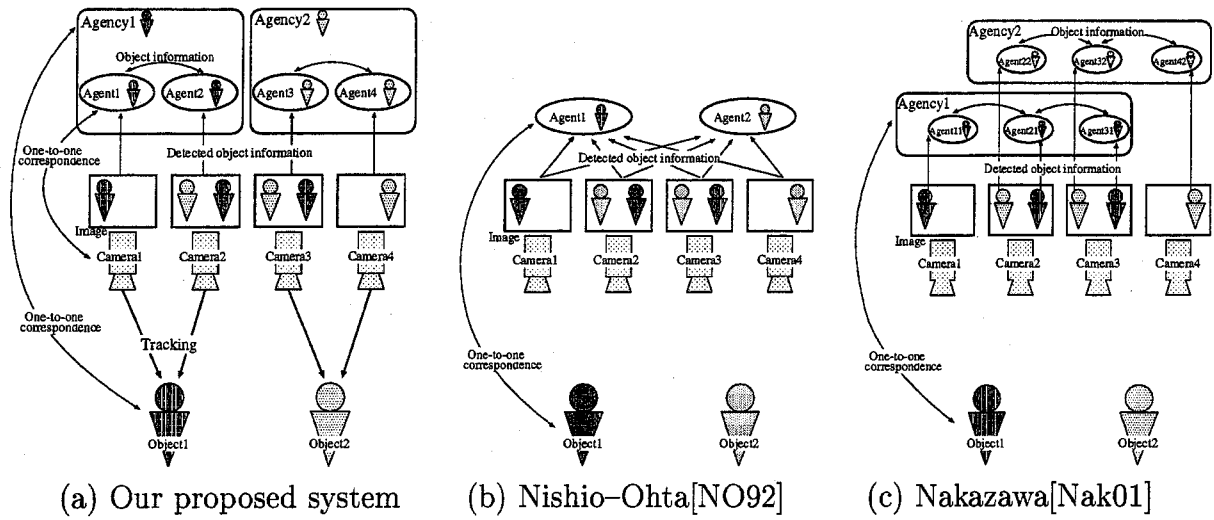 Agency1
Agency2
Object information
Agent1
Agent2
Agent3
Agent4
One-to-one
correspondence
Detected object information
Image
Camera1
Camera2
Camera3
Camera4
One-to-one
correspondence
Tracking
Object1
Object2
(a) Our proposed system
Agent1
Agent2
Detected object information
Image
Camera1
Camera2
Camera3
Camera4
One-to-one
correspondence
Object1
Object2
(b) Nishio–Ohta[NO92]
Agency2
Object information
Agent22
Agent32
Agent42
Agency1
Agent11
Agent21
Agent31
Detected object information
Image
Camera1
Camera2
Camera3
Camera4
One-to-one
correspondence
Object1
Object2
(c) Nakazawa[Nak01]